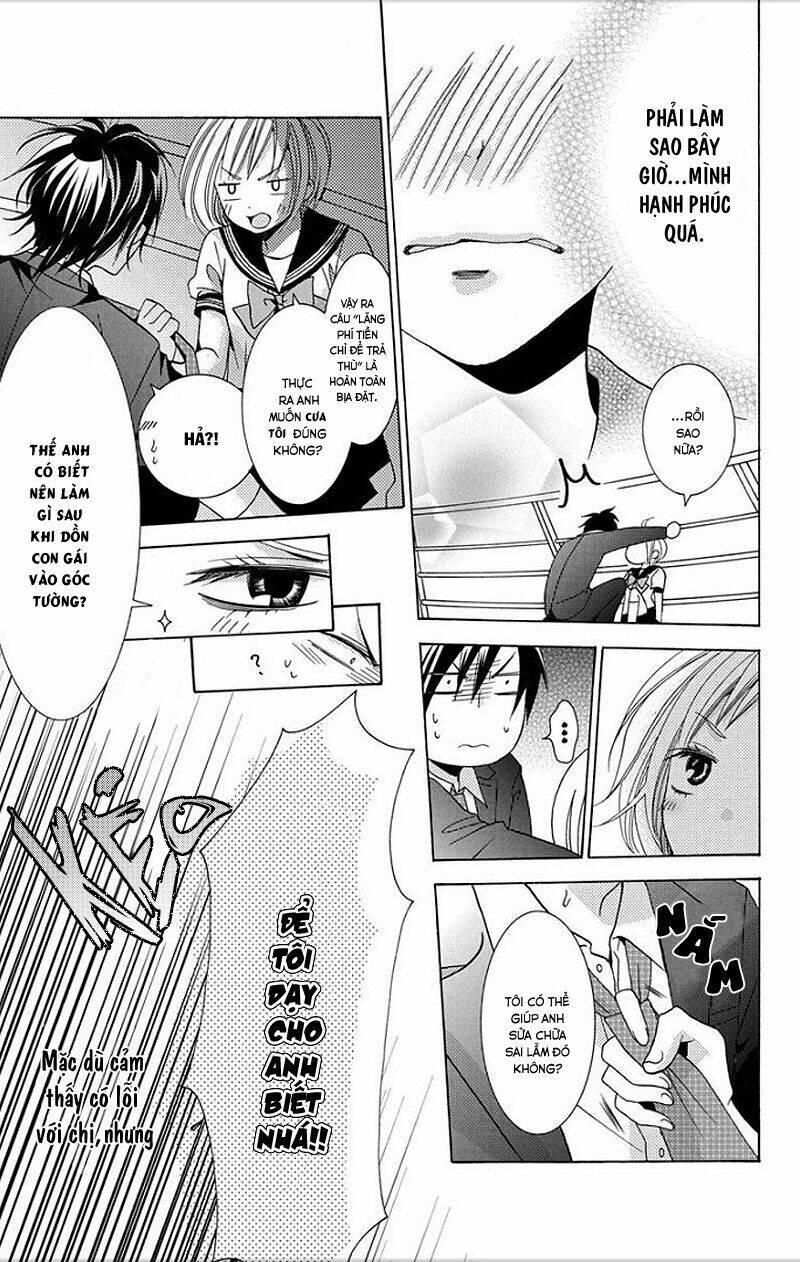 PHẢI LÀM
SAO BÂY
GIỜ...MÌNH
HẠNH PHÚC
QUÁ.
...RỒI
SAO
NỮA?
NẮM
TÔI CÓ THỂ
GIÚP ANH
SỬA CHỮA
SAI LẦM ĐÓ
KHÔNG?
VẬY RA
CÂU "LÃNG
PHÍ TIỀN
CHỈ ĐỂ TRẢ
THÙ" LÀ
HOÀN TOÀN
BỊA ĐẶT.
THỰC
RA ANH
MUỐN CƯA
TÔI ĐÚNG
KHÔNG?
HẢ?!
THẾ ANH
CÓ BIẾT
NÊN LÀM
GÌ SAU
KHI DỒN
CON GÁI
VÀO GÓC
TƯỜNG?
?
KÉO
ĐỂ
TÔI
DẠY
CHO
ANH
BIẾT
NHÁ!!
Mặc dù cảm
thấy có lỗi
với chị, nhưng